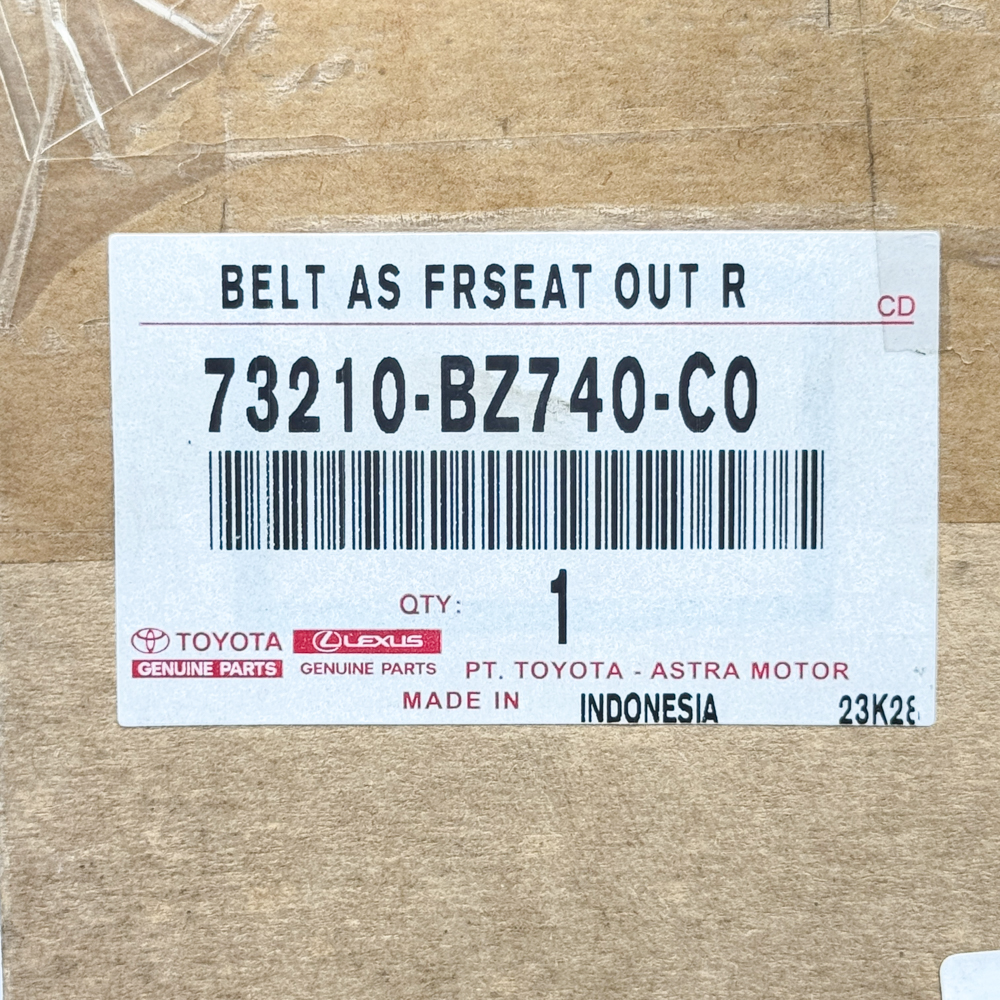 BELT AS FRSEAT OUT R
CD
73210-BZ740-C0
QTY: 1
TOYOTA LEXUS
GENUINE PARTS GENUINE PARTS PT. TOYOTA - ASTRA MOTOR
MADE IN INDONESIA 23K28